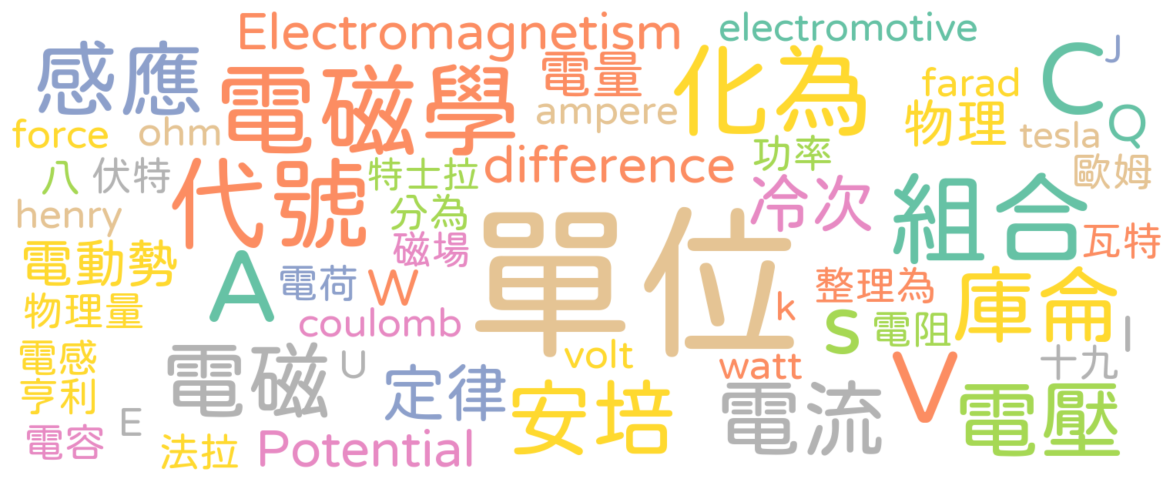 Electromagnetism
electromotive
感應
電磁學
電量
化為
J
farad
C
force
ohm
ampere
物理
tesla
Q
八
伏特
代號
特士拉
difference
功率
歐姆
henry
分為
單位
冷次
組合
瓦特
電動勢
A
電荷
磁場
W
k
整理為
庫侖
物理量
coulomb
S
電阻
I
電感
電磁
U
volt
watt
V
十九
亨利
定律
安培
電流
電壓
電容
E
法拉
Potential